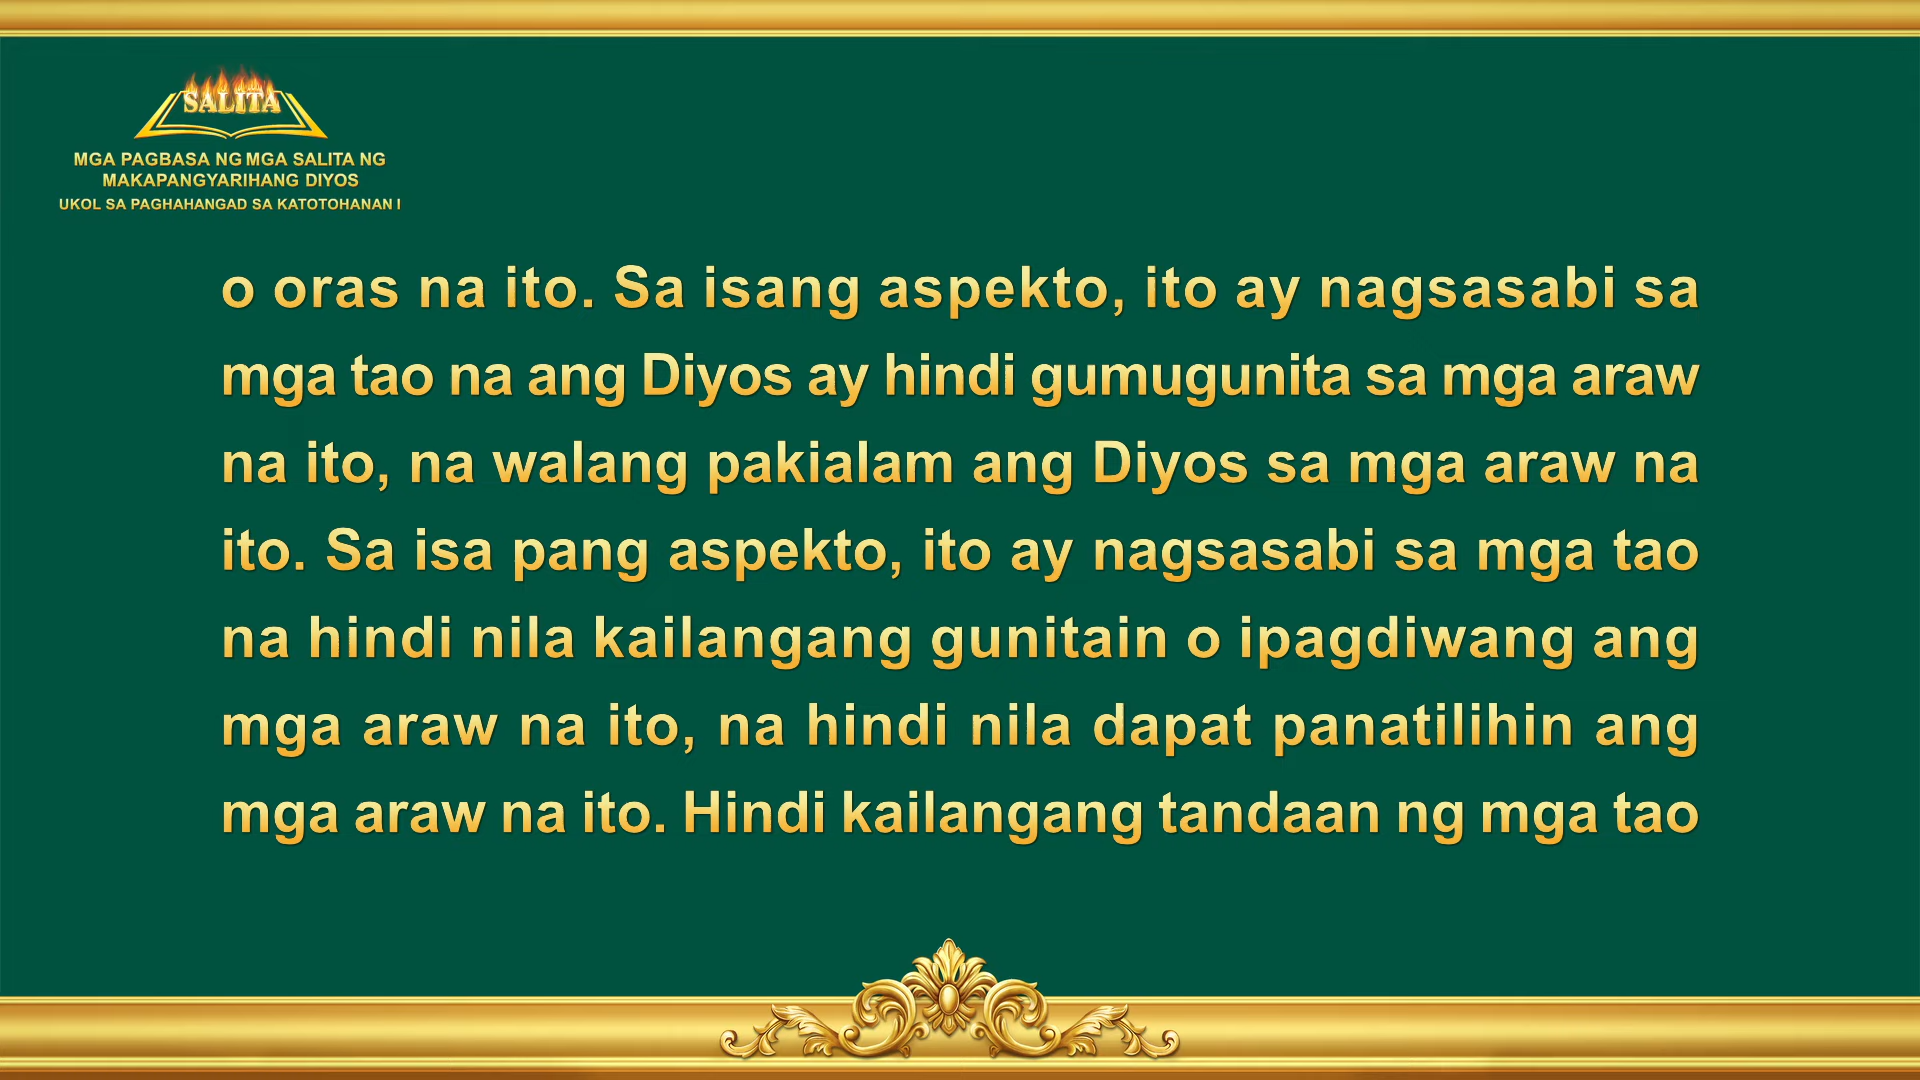 SALITA
MGA PAGBASA NG MGA SALITA NG
MAKAPANGYARIHANG DIYOS
UKOL SA PAGHAHANGAD SA KATOTOHANAN I
o oras na ito. Sa isang aspekto, ito ay nagsasabi sa
mga tao na ang Diyos ay hindi gumugunita sa mga araw
na ito, na walang pakialam ang Diyos sa mga araw na
ito. Sa isa pang aspekto, ito ay nagsasabi sa mga tao
na hindi nila kailangang gunitain o ipagdiwang ang
mga araw na ito, na hindi nila dapat panatilihin ang
mga araw na ito. Hindi kailangang tandaan ng mga tao